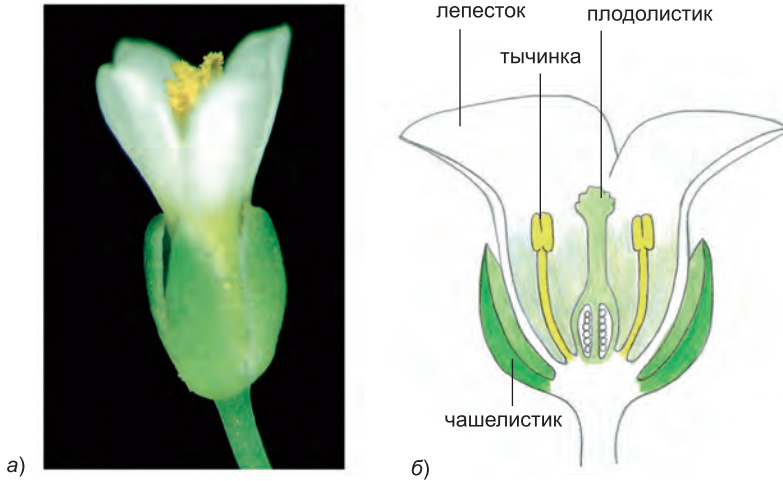 лепесток
плодолистик
тычинка
чашелистик
а)
б)